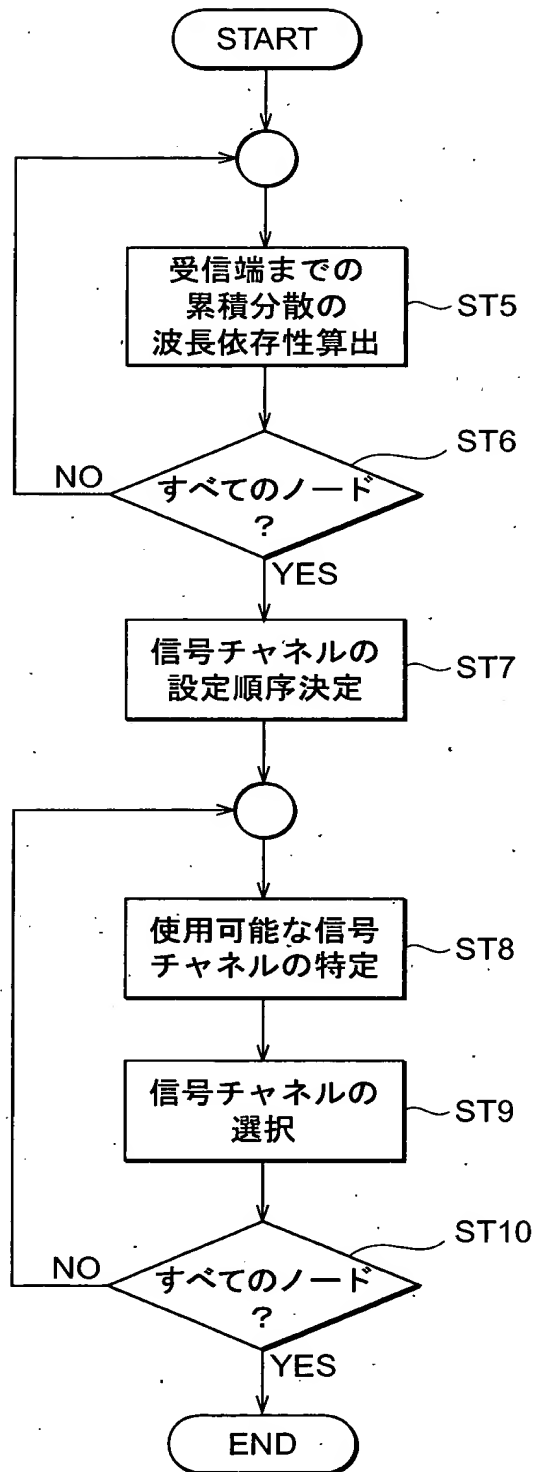 START
受信端までの
累積分散の
波長依存性算出
ST5
ST6
NO
すべてのノード
?
YES
信号チャネルの
設定順序決定
ST7
使用可能な信号
チャネルの特定
ST8
信号チャネルの
選択
ST9
ST10
NO
すべてのノード
?
YES
END